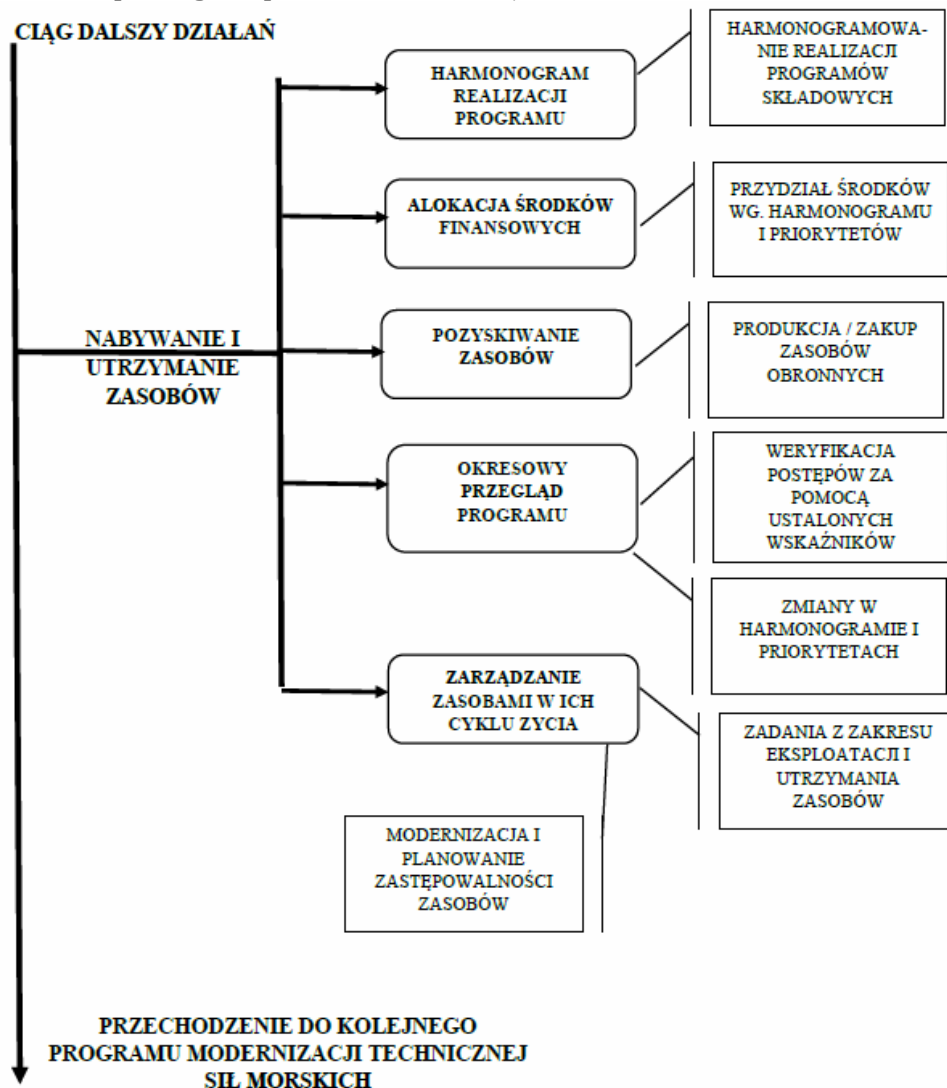 CIĄG DALSZY DZIAŁAŃ
HARMONOGRAM
REALIZACJI
PROGRAMU
HARMONOGRAMOWA-
NIE REALIZACJI
PROGRAMÓW
SKŁADOWYCH
ALOKACJA ŚRODKÓW
FINANSOWYCH
PRZYDZIAŁ ŚRODKÓW
WG. HARMONOGRAMU
I PRIORYTETÓW
NABYWANIE I
UTRZYMANIE
ZASOBÓW
POZYSKIWANIE
ZASOBÓW
PRODUKCJA / ZAKUP
ZASOBÓW
OBRONNYCH
OKRESOWY
PRZEGLĄD
PROGRAMU
WERYFIKACJA
POSTĘPÓW ZA
POMOCĄ
USTALONYCH
WSKAŹNIKÓW
ZMIANY W
HARMONOGRAMIE I
PRIORYTETACH
ZARZĄDZANIE
ZASOBAMI W ICH
CYKLU ZYCIA
ZADANIA Z ZAKRESU
EKSPLOATACJI I
UTRZYMANIA
ZASOBÓW
MODERNIZACJA I
PLANOWANIE
ZASTĘPOWALNOŚCI
ZASOBÓW
PRZECHODZENIE DO KOLEJNEGO
PROGRAMU MODERNIZACJI TECHNICZNEJ
SIŁ MORSKICH